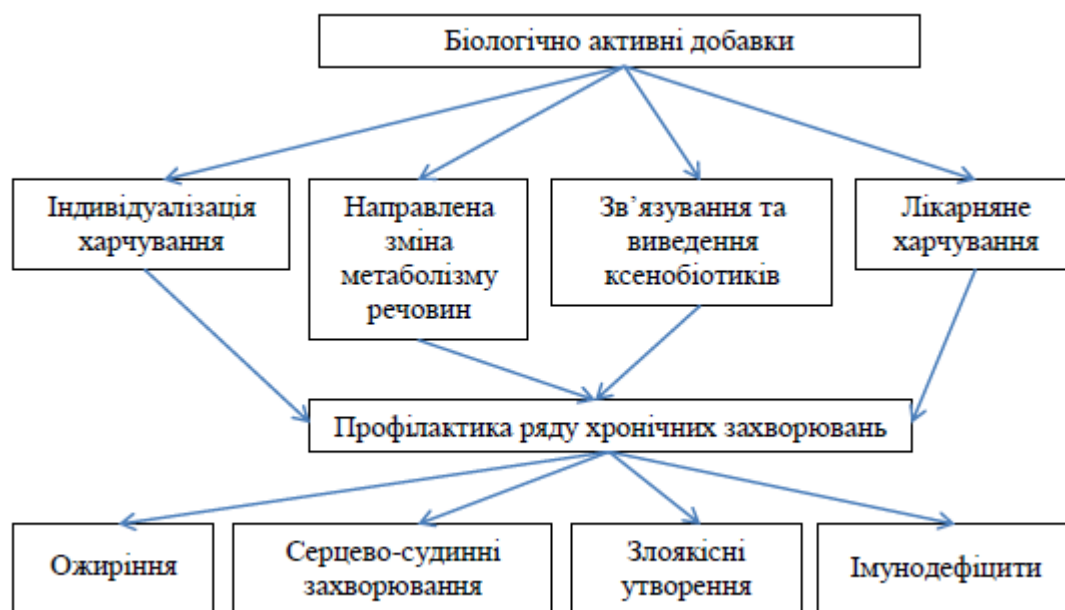 Біологічно активні добавки
Індивідуалізація
харчування
Направлена
зміна
метаболізму
речовин
Зв’язування та
виведення
ксенобіотиків
Лікарняне
харчування
Профілактика ряду хронічних захворювань
Ожиріння
Серцево-судинні
захворювання
Злоякісні
утворення
Імунодефіцити